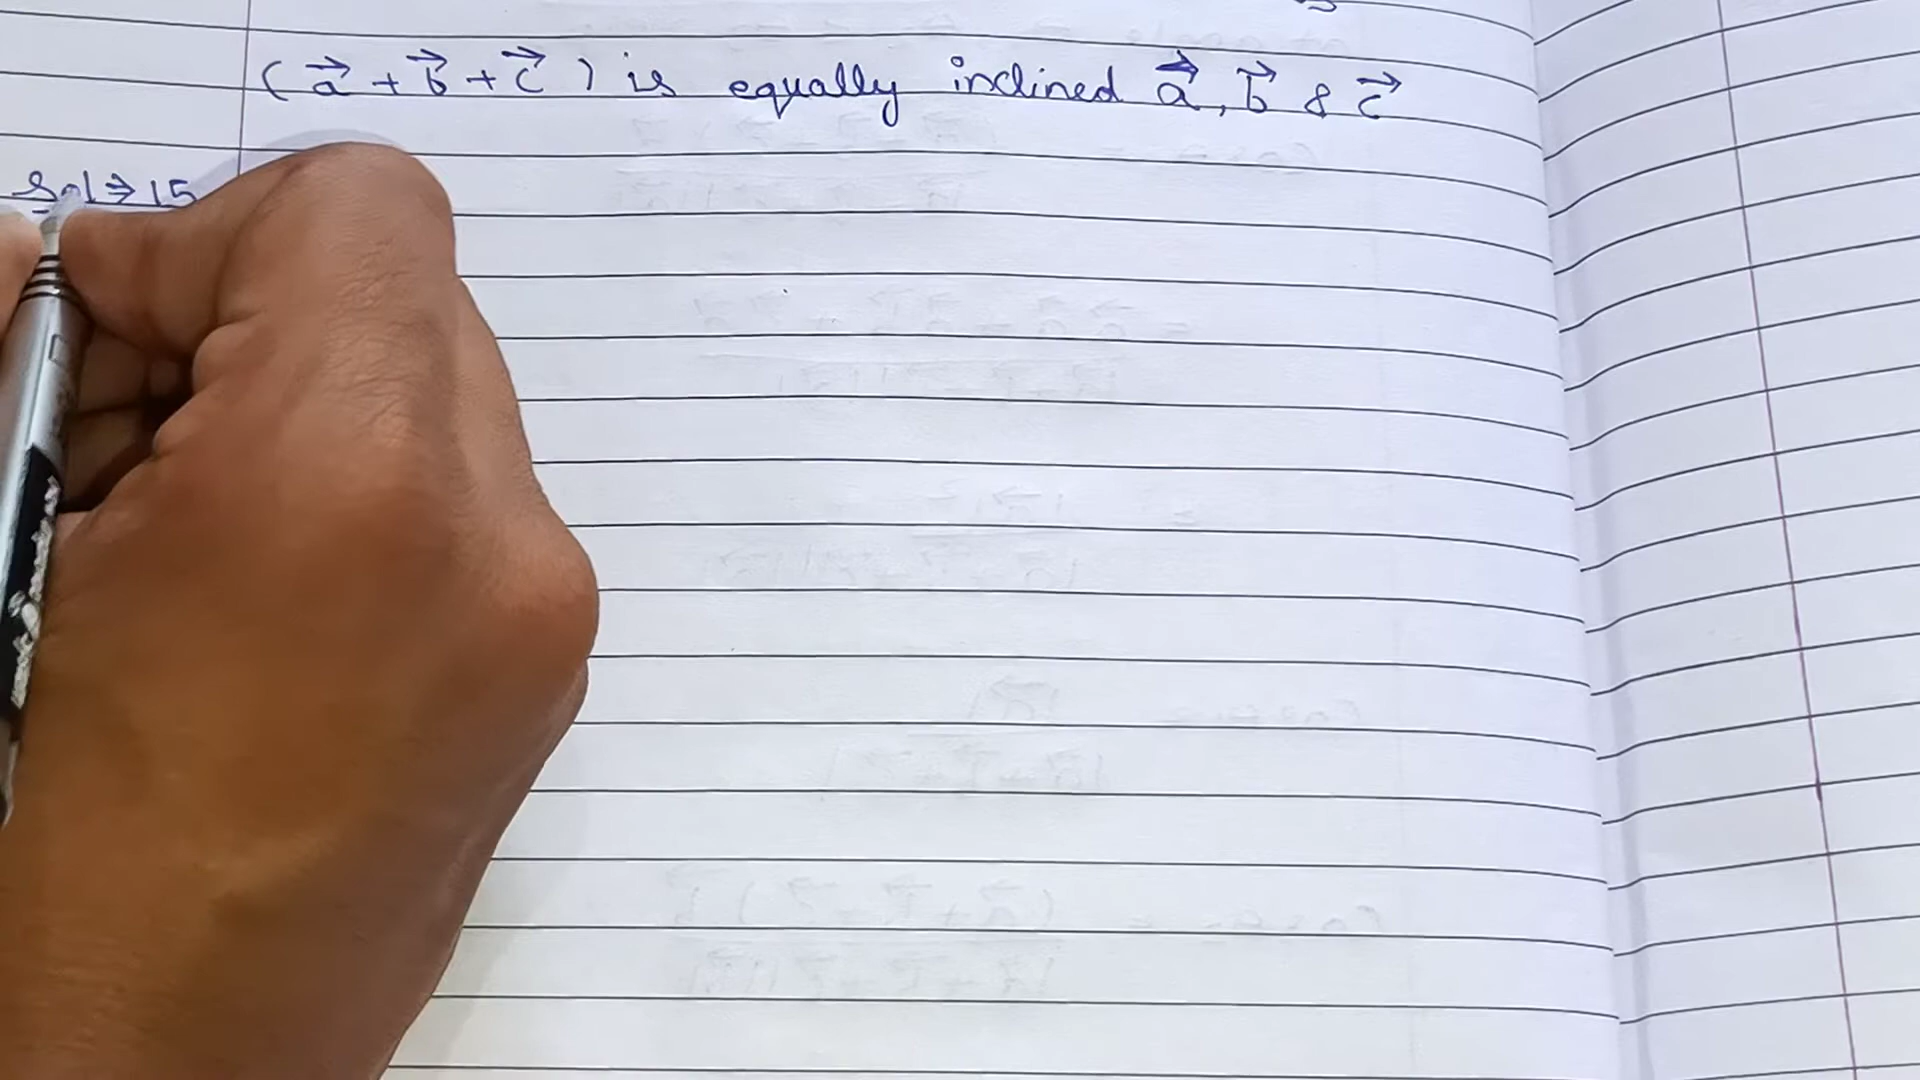 (a⃗ + b⃗ + c⃗) is equally inclined a⃗, b⃗ & c⃗
Sol ⇒ 15